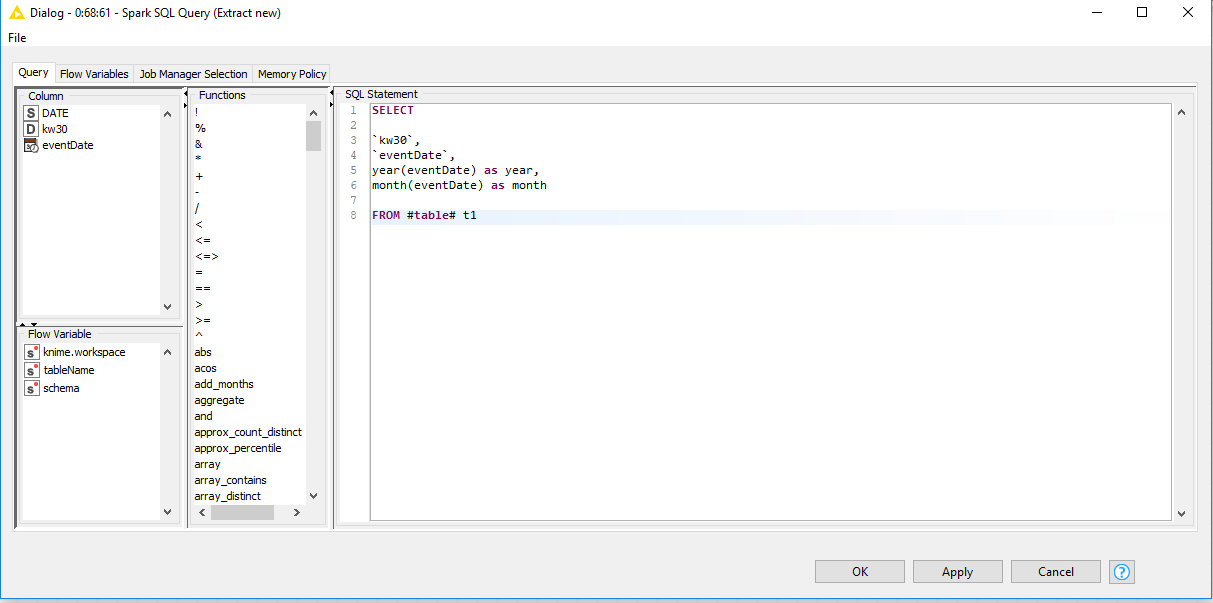 Dialog - 0:68:61 - Spark SQL Query (Extract new)
File
Query Flow Variables Job Manager Selection Memory Policy
Column
S DATE
D kw30
eventDate
Flow Variable
s knime.workspace
s tableName
s schema
Functions
!
%
&
*
+
-
/
<
<=
<=>
=
==
>
>=
^
abs
acos
add_months
aggregate
and
approx_count_distinct
approx_percentile
array
array_contains
array_distinct
SQL Statement
1 SELECT
2
3 `kw30`,
4 `eventDate`,
5 year(eventDate) as year,
6 month(eventDate) as month
7
8 FROM #table# t1
OK Apply Cancel ?